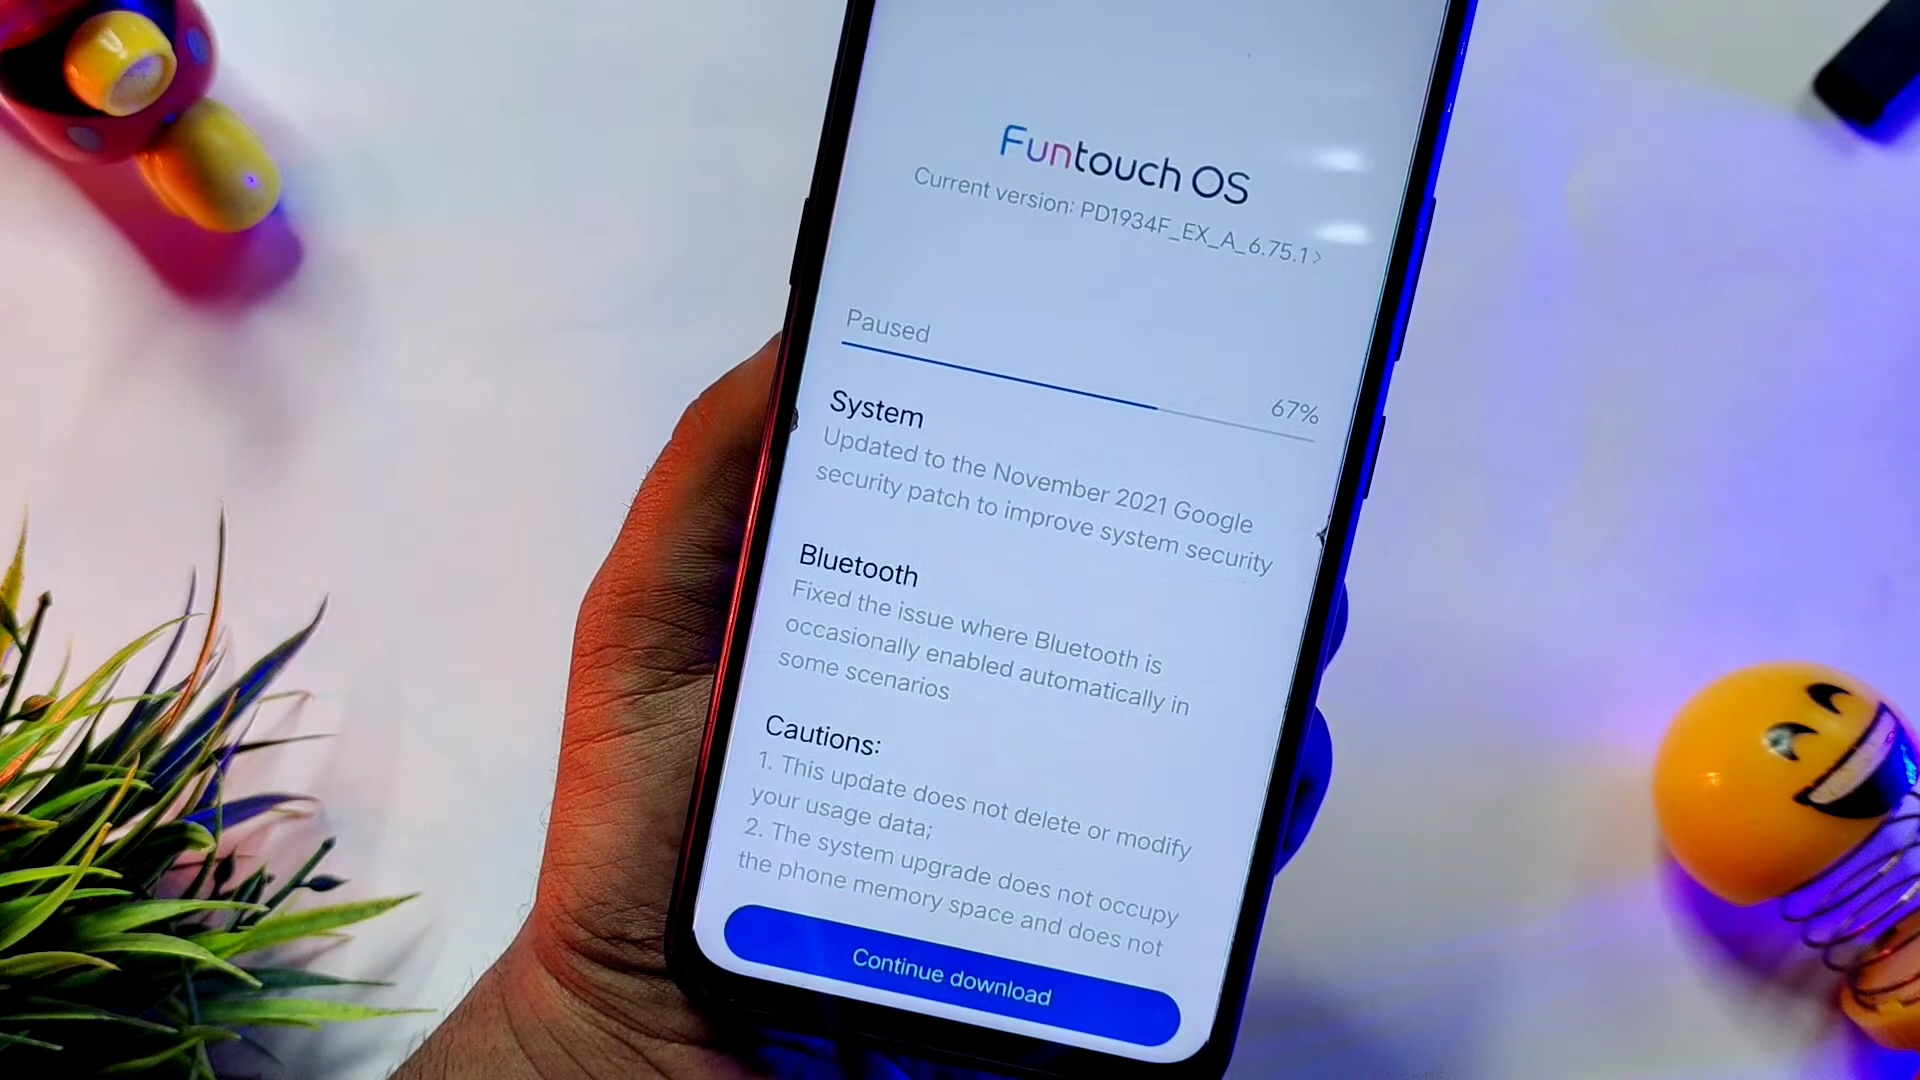 Funtouch OS
Current version: PD1934F_EX_A_6.75.1>
Paused
67%
System
Updated to the November 2021 Google
security patch to improve system security
Bluetooth
Fixed the issue where Bluetooth is
occasionally enabled automatically in
some scenarios
Cautions:
1. This update does not delete or modify
your usage data;
2. The system upgrade does not occupy
the phone memory space and does not
Continue download